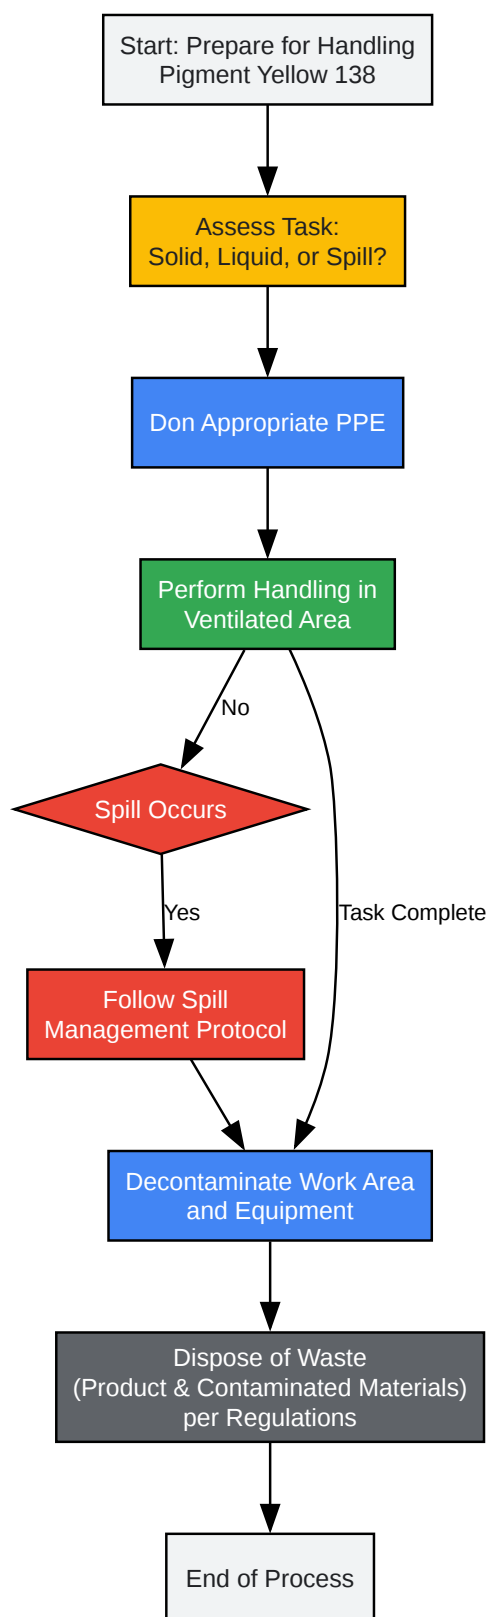 Start: Prepare for Handling
Pigment Yellow 138
Assess Task:
Solid, Liquid, or Spill?
Don Appropriate PPE
Perform Handling in
Ventilated Area
No
Spill Occurs
Yes
Task Complete
Follow Spill
Management Protocol
Decontaminate Work Area
and Equipment
Dispose of Waste
(Product & Contaminated Materials)
per Regulations
End of Process